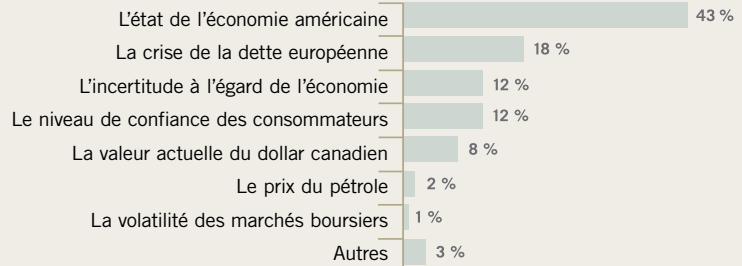 L’état de l’économie américaine 43 %
La crise de la dette européenne 18 %
L’incertitude à l’égard de l’économie 12 %
Le niveau de confiance des consommateurs 12 %
La valeur actuelle du dollar canadien 8 %
Le prix du pétrole 2 %
La volatilité des marchés boursiers 1 %
Autres 3 %